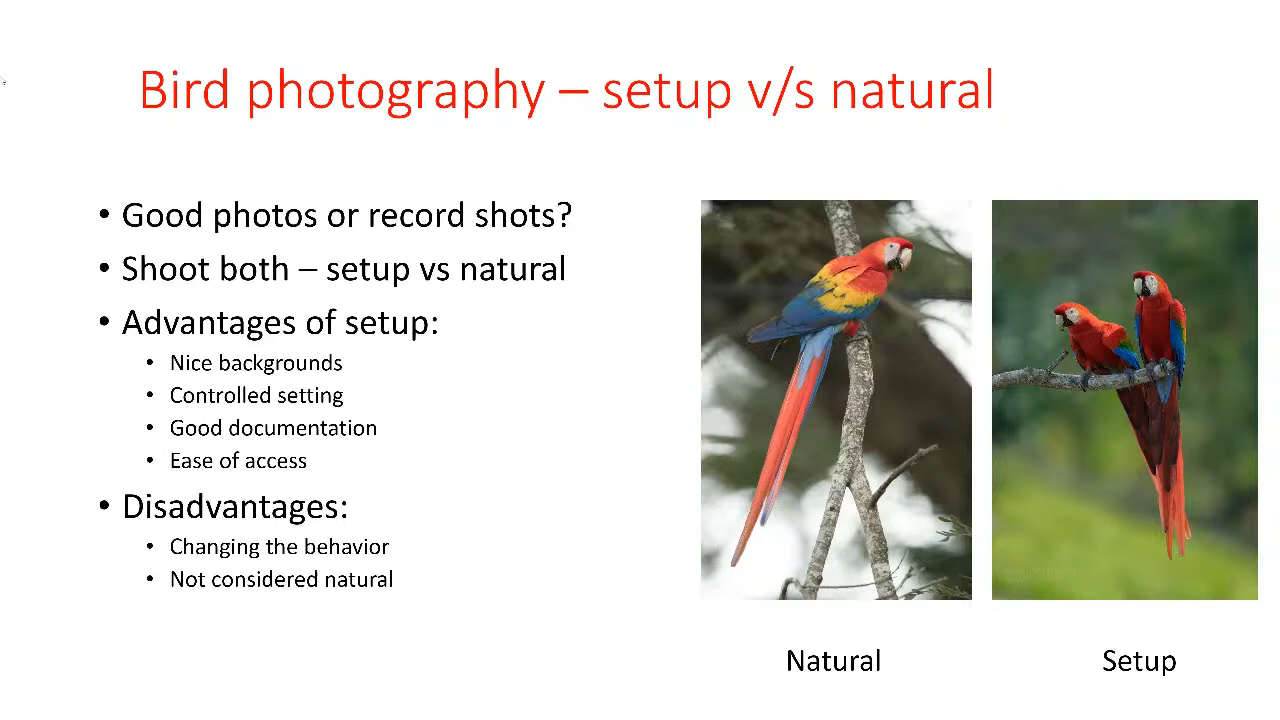 Bird photography – setup v/s natural
• Good photos or record shots?
• Shoot both – setup vs natural
• Advantages of setup:
• Nice backgrounds
• Controlled setting
• Good documentation
• Ease of access
• Disadvantages:
• Changing the behavior
• Not considered natural
Natural
Setup